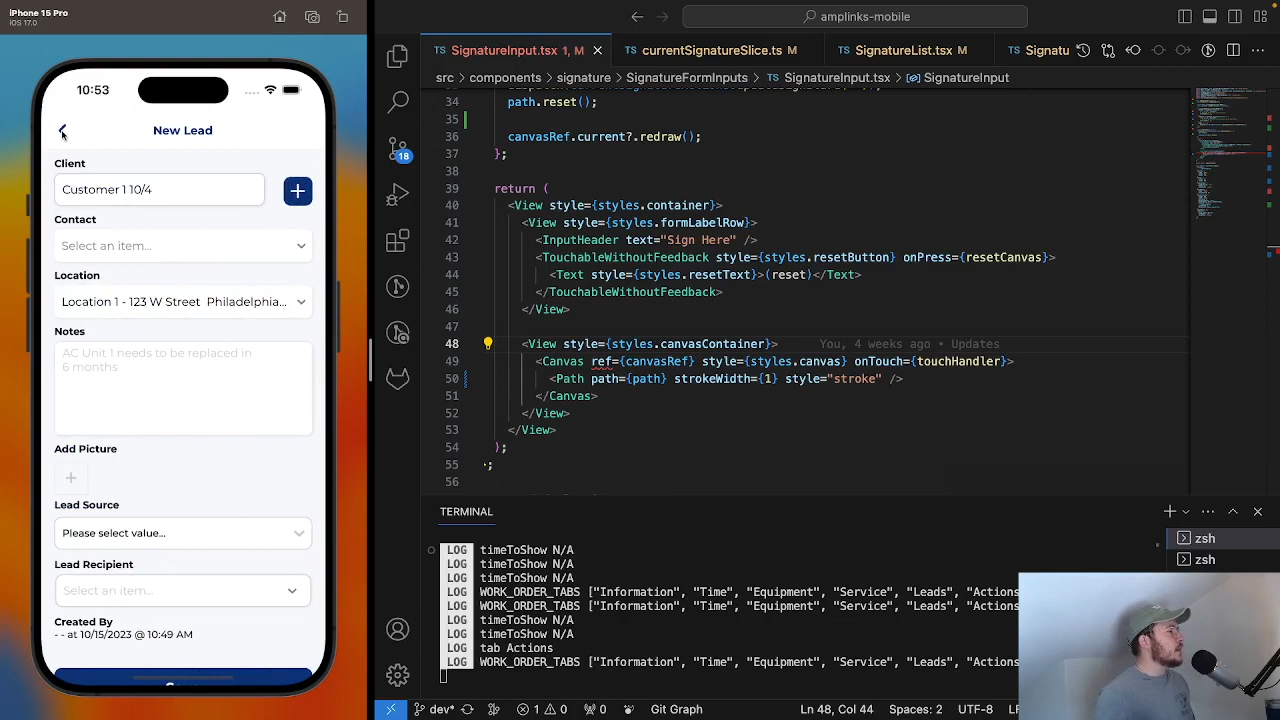 iPhone 15 Pro
iOS 17.0
10:53
New Lead
Client
Customer 1 10/4
Contact
Select an item...
Location
Location 1 - 123 W Street Philadelphia...
Notes
AC Unit 1 needs to be replaced in
6 months
Add Picture
Lead Source
Please select value...
Lead Recipient
Select an item...
Created By
- - at 10/15/2023 @ 10:49 AM
amplinks-mobile
SignatureInput.tsx 1, M
currentSignatureSlice.ts M
SignatureList.tsx M
Signatu
src > components > signature > SignatureFormInputs > SignatureInput.tsx > SignatureInput
34 path.reset();
35
36 canvasRef.current?.redraw();
37 };
38
39 return (
40 <View style={styles.container}>
41 <View style={styles.formLabelRow}>
42 <InputHeader text="Sign Here" />
43 <TouchableWithoutFeedback style={styles.resetButton} onPress={resetCanvas}>
44 <Text style={styles.resetText}>(reset)</Text>
45 </TouchableWithoutFeedback>
46 </View>
47
48 <View style={styles.canvasContainer}> You, 4 weeks ago • Updates
49 <Canvas ref={canvasRef} style={styles.canvas} onTouch={touchHandler}>
50 <Path path={path} strokeWidth={1} style="stroke" />
51 </Canvas>
52 </View>
53 </View>
54 );
55 };
56
18
TERMINAL
zsh
zsh
LOG timeToShow N/A
LOG timeToShow N/A
LOG timeToShow N/A
LOG WORK_ORDER_TABS ["Information", "Time", "Equipment", "Service", "Leads", "Actions
LOG WORK_ORDER_TABS ["Information", "Time", "Equipment", "Service", "Leads", "Actions
LOG timeToShow N/A
LOG timeToShow N/A
LOG tab Actions
LOG WORK_ORDER_TABS ["Information", "Time", "Equipment", "Service", "Leads", "Actions
dev* 1 0 0 Git Graph Ln 48, Col 44 Spaces: 2 UTF-8 LF